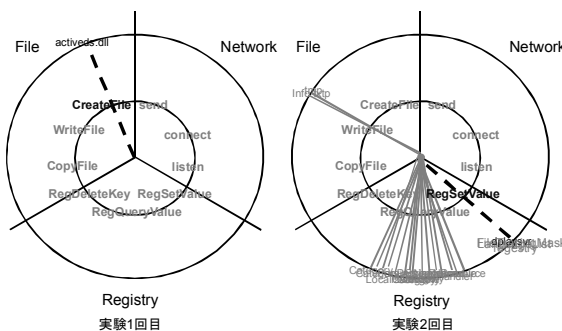 File
Network
activeds.dll
CreateFile
send
WriteFile
connect
CopyFile
listen
RegDeleteKey
RegSetValue
RegQueryValue
Registry
実験1回目
File
Network
CreateFile
send
WriteFile
connect
CopyFile
listen
RegDeleteKey
RegSetValue
RegQueryValue
dplaysvr
Registry
実験2回目